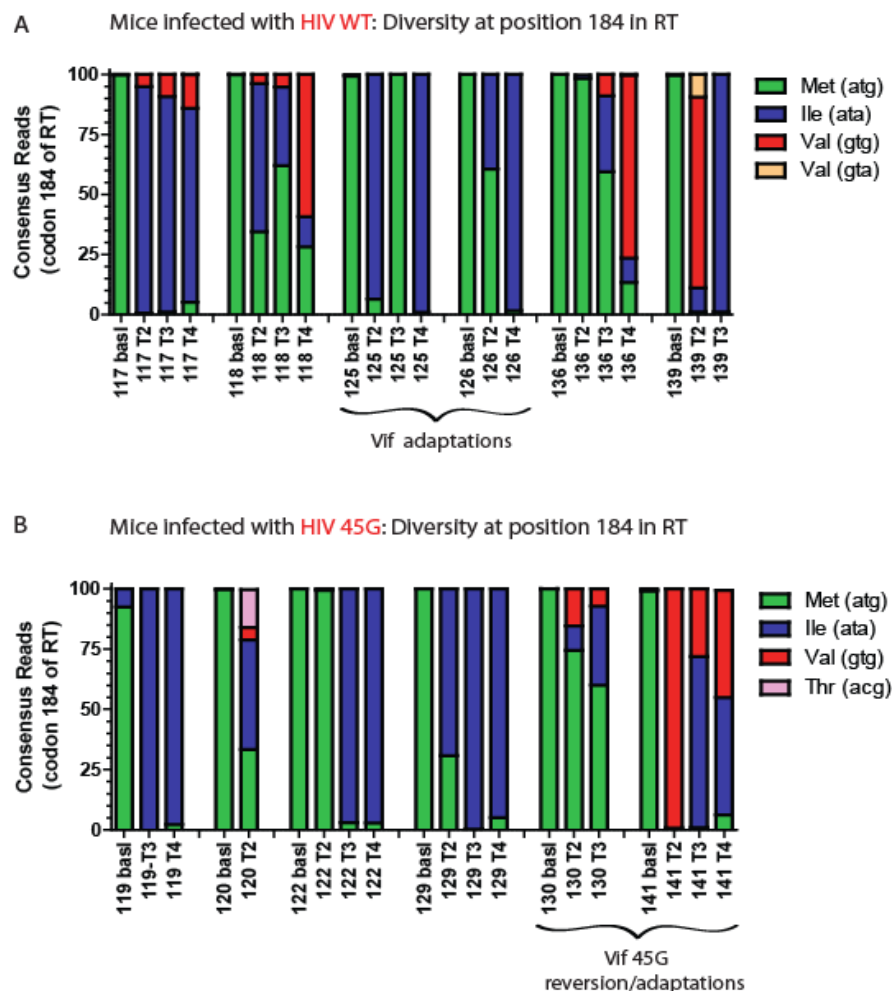 A
Mice infected with HIV WT: Diversity at position 184 in RT
Consensus Reads
(codon 184 of RT)
100
75
50
25
0
Met (atg)
Ile (ata)
Val (gtg)
Val (gta)
117 basl
117 T2
117 T3
117 T4
118 basl
118 T2
118 T3
118 T4
125 basl
125 T2
125 T3
125 T4
126 basl
126 T2
126 T4
136 basl
136 T2
136 T3
136 T4
139 basl
139 T2
139 T3
Vif adaptations
B
Mice infected with HIV 45G: Diversity at position 184 in RT
Consensus Reads
(codon 184 of RT)
100
75
50
25
0
Met (atg)
Ile (ata)
Val (gtg)
Thr (acg)
119 basl
119-T3
119 T4
120 basl
120 T2
122 basl
122 T2
122 T3
122 T4
129 basl
129 T2
129 T3
129 T4
130 basl
130 T2
130 T3
141 basl
141 T2
141 T3
141 T4
Vif 45G
reversion/adaptations